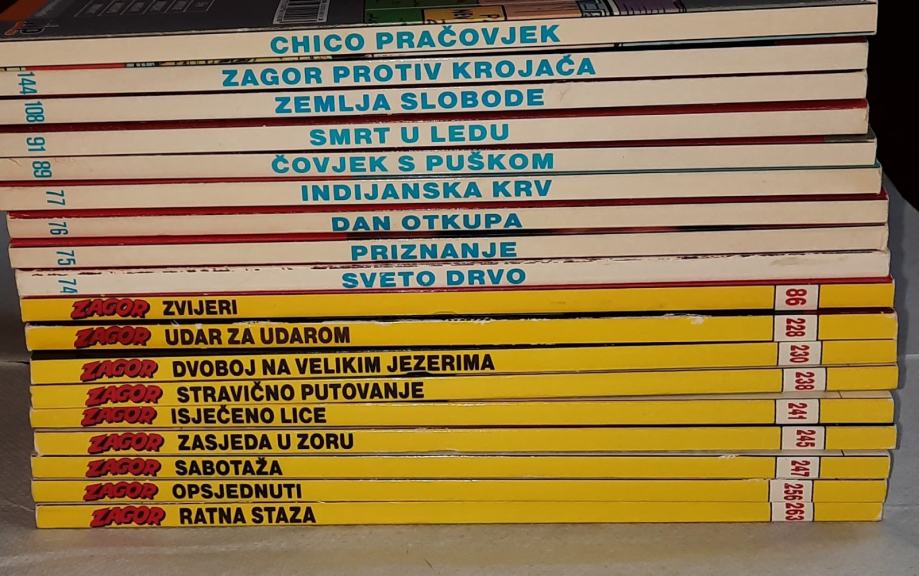 CHICO PRAČOVJEK
144 ZAGOR PROTIV KROJAĆA
108 ZEMLJA SLOBODE
91 SMRT U LEDU
89 ČOVJEK S PUŠKOM
77 INDIJANSKA KRV
76 DAN OTKUPA
75 PRIZNANJE
74 SVETO DRVO
ZAGOR ZVIJERI 86
ZAGOR UDAR ZA UDAROM 228
ZAGOR DVOBOJ NA VELIKIM JEZERIMA 230
ZAGOR STRAVIČNO PUTOVANJE 238
ZAGOR ISJEČENO LICE 241
ZAGOR ZASJEDA U ZORU 245
ZAGOR SABOTAŽA 247
ZAGOR OPSJEDNUTI 256
ZAGOR RATNA STAZA 263